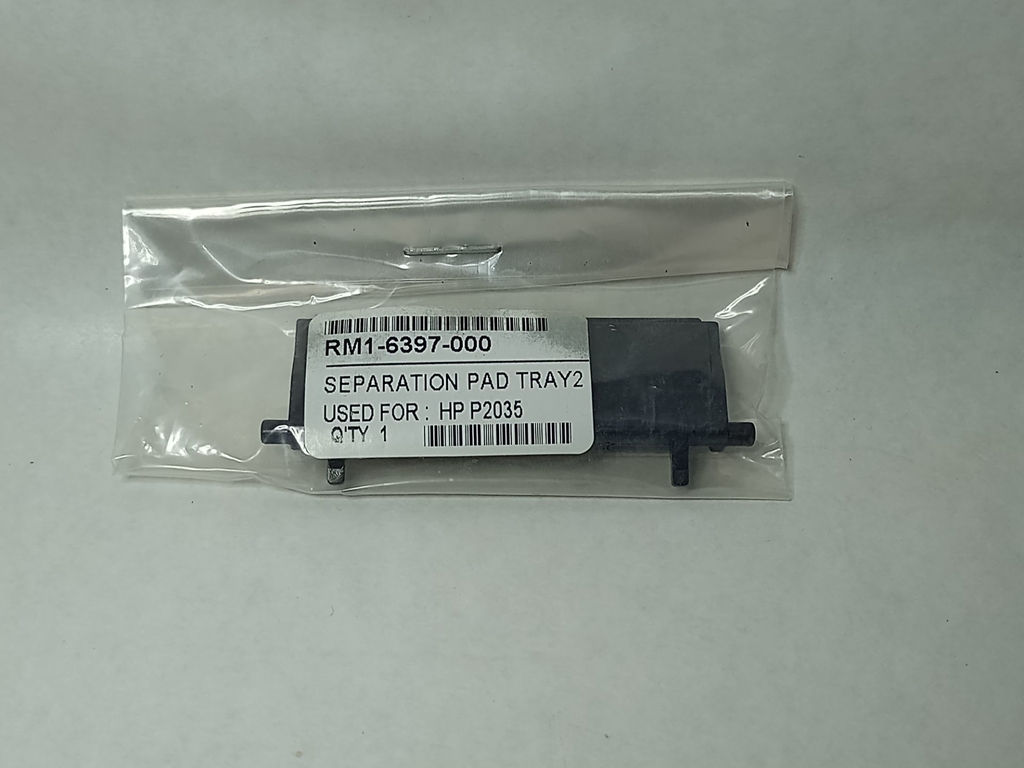 RM1-6397-000
SEPARATION PAD TRAY2
USED FOR : HP P2035
Q'TY 1